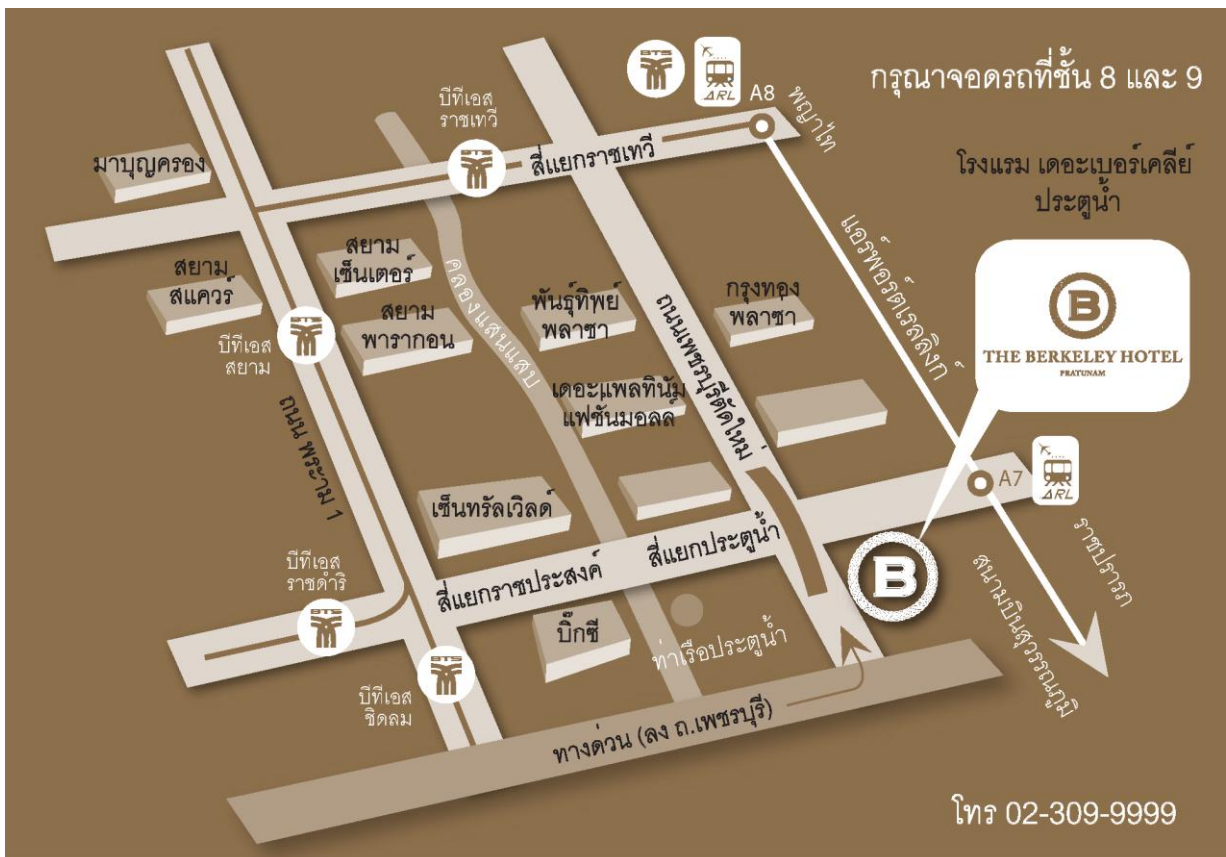 กรุณาจอดรถที่ชั้น 8 และ 9
โรงแรม เดอะเบอร์เคลีย์
ประตูน้ำ
B
THE BERKELEY HOTEL
PRATUNAM
BTS
ARL
A8
พญาไท
บีทีเอส
ราชเทวี
BTS
สี่แยกราชเทวี
มาบุญครอง
สยาม
เซ็นเตอร์
สยาม
สแควร์
สยาม
พารากอน
บีทีเอส
สยาม
BTS
คลองแสนแสบ
พันธุ์ทิพย์
พลาซา
กรุงทอง
พลาซ่า
เดอะแพลทินัม
แฟชั่นมอลล์
ถนนเพชรบุรีตัดใหม่
แอร์พอร์ตเรลลิงก์
ถนน พระราม 1
เซ็นทรัลเวิลด์
A7
ARL
ราชปรารภ
สี่แยกราชประสงค์
สี่แยกประตูน้ำ
B
สนามบินสุวรรณภูมิ
บีทีเอส
ราชดำริ
BTS
บิ๊กซี
ท่าเรือประตูน้ำ
BTS
บีทีเอส
ชิดลม
ทางด่วน (ลง ถ.เพชรบุรี)
โทร 02-309-9999